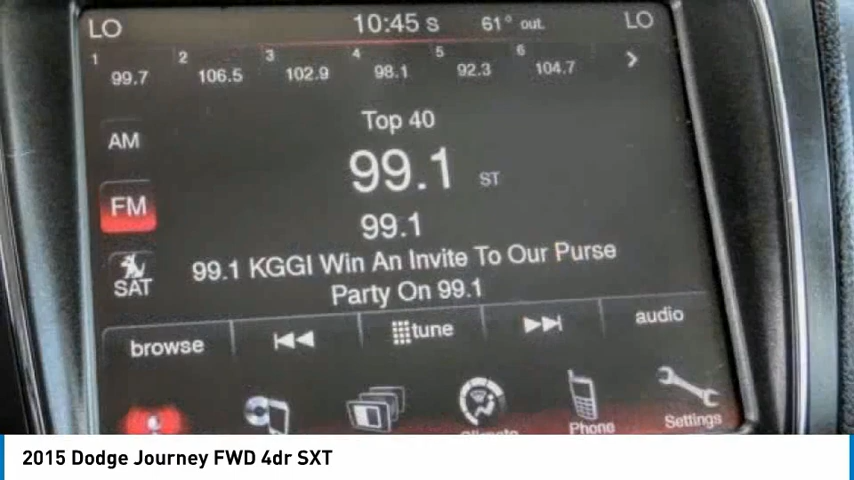 LO 10:45 S 61° out. LO
1 2 3 4 5 6
99.7 106.5 102.9 98.1 92.3 104.7
Top 40
AM
99.1 ST
FM
99.1
99.1 KGGI Win An Invite To Our Purse
SAT
Party On 99.1
browse tune audio
Climate Phone Settings
2015 Dodge Journey FWD 4dr SXT